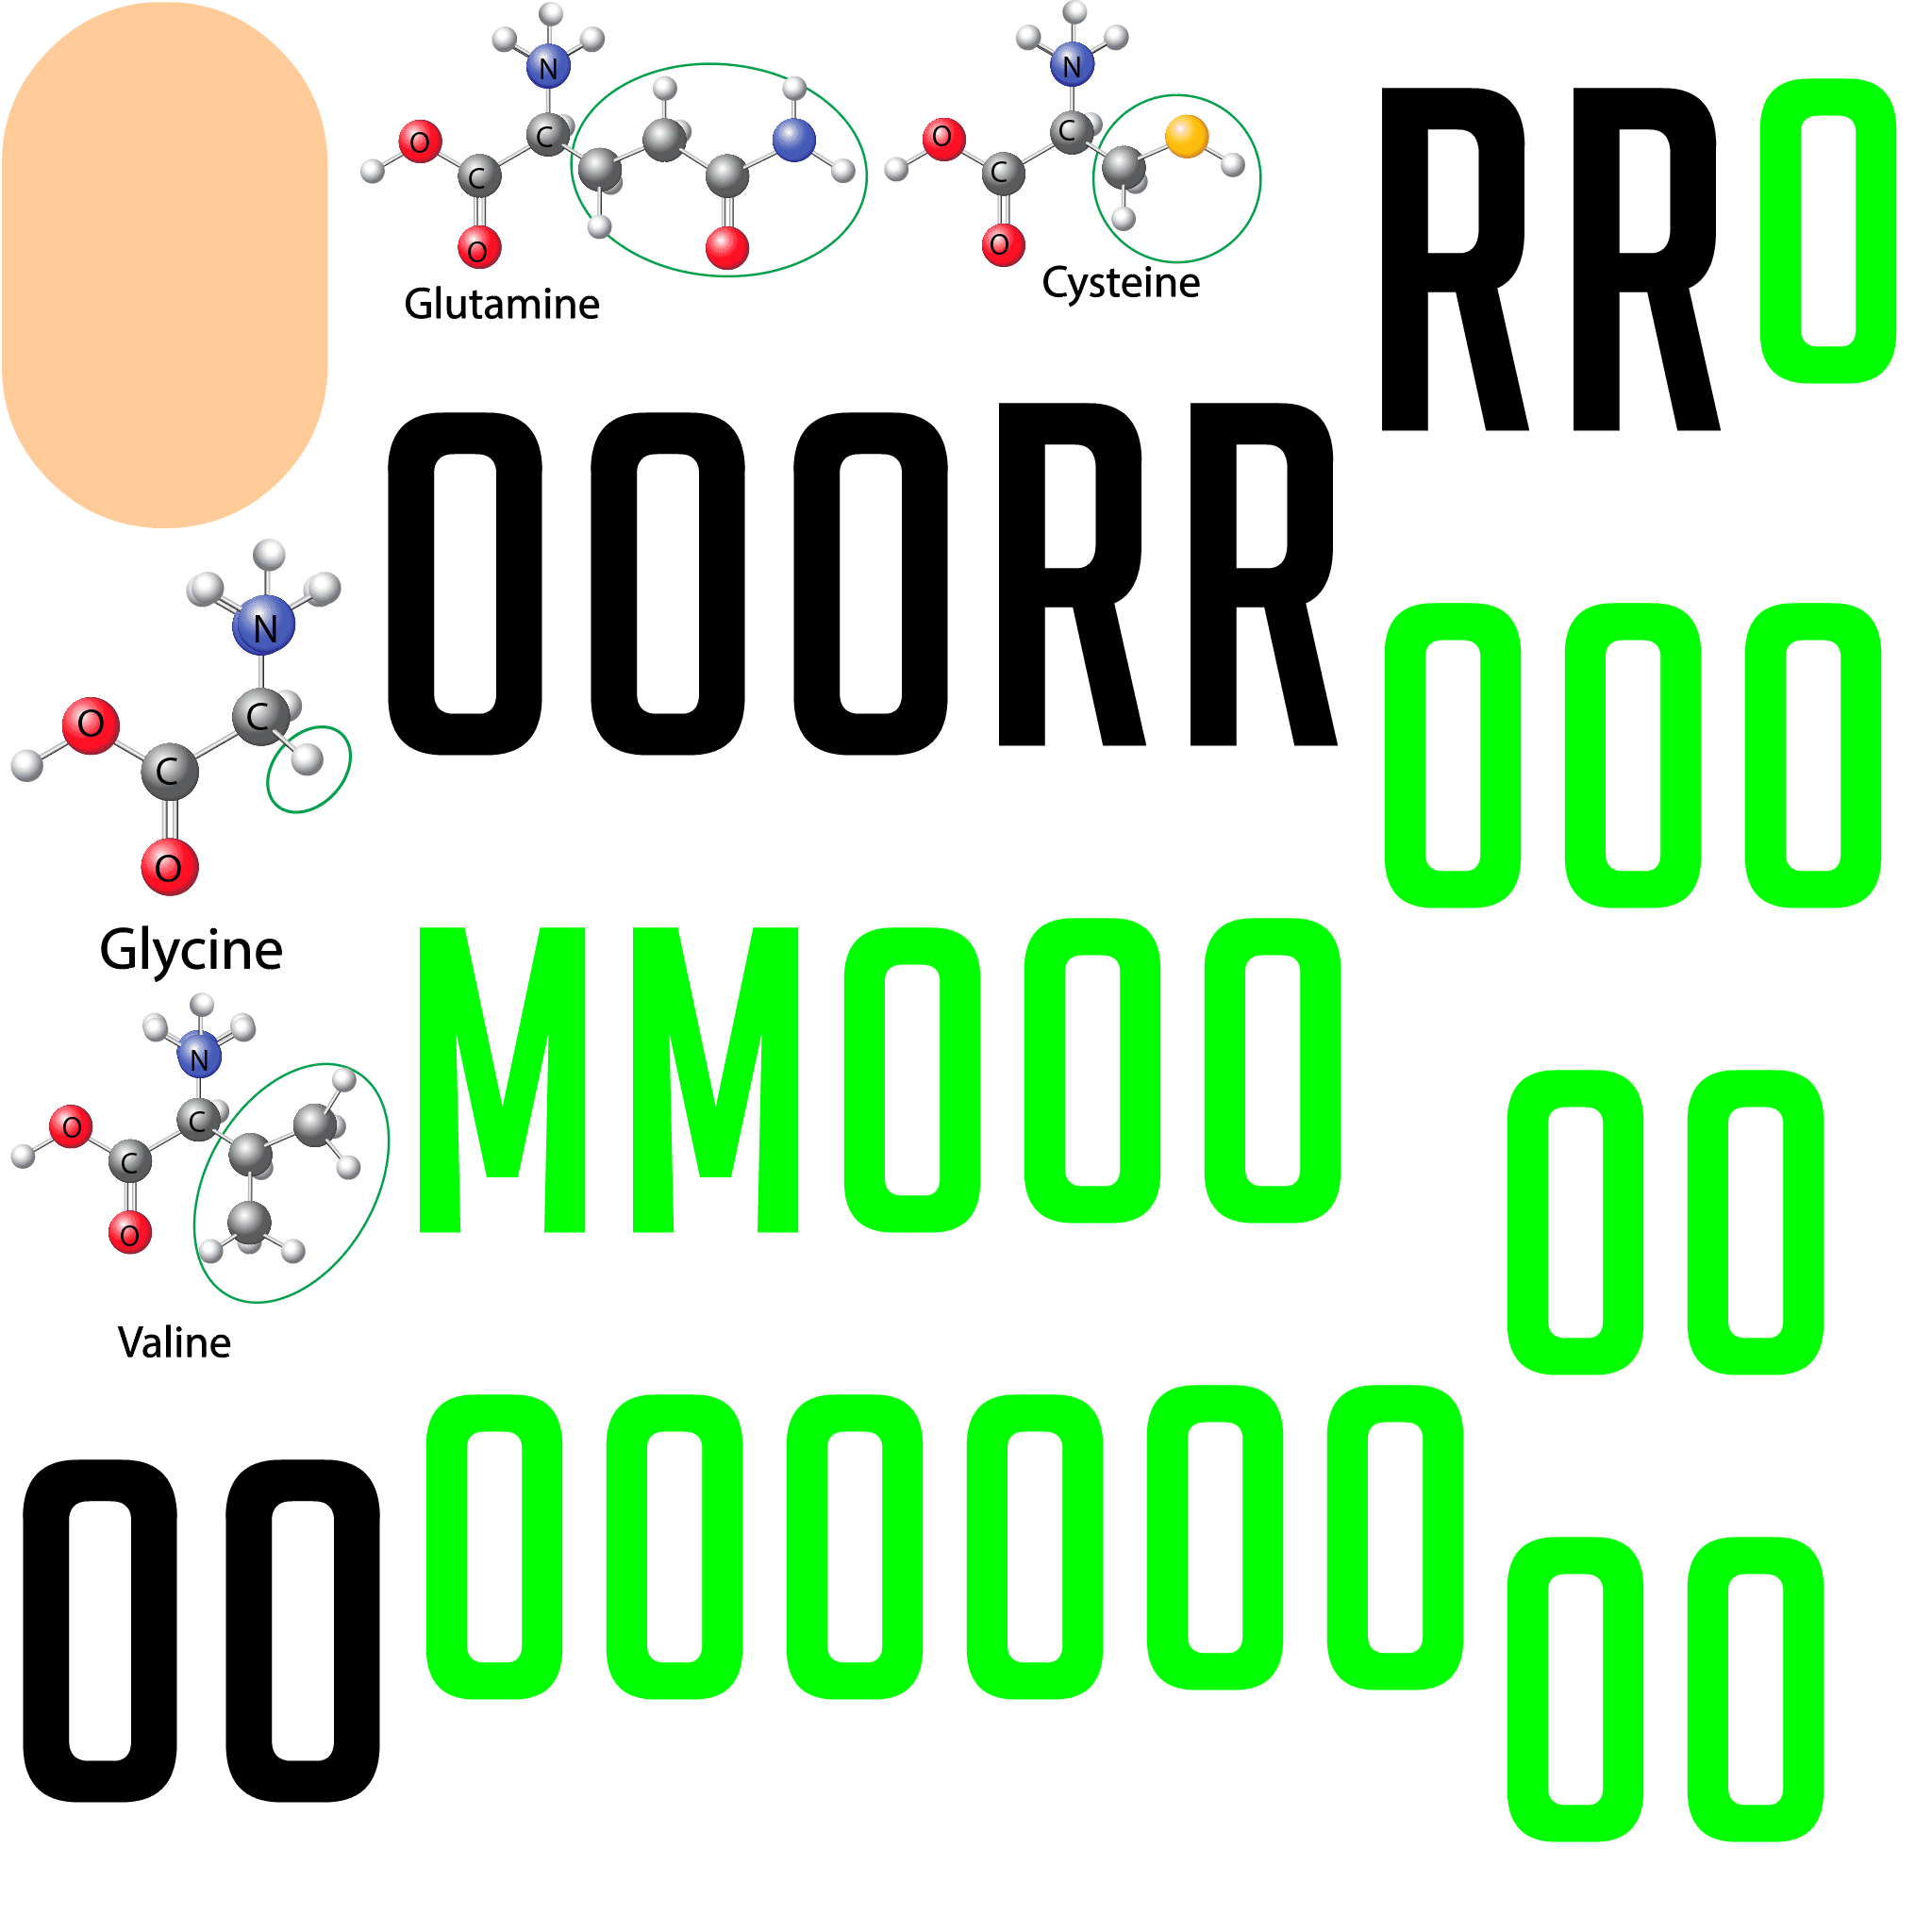 N N
O C O C
C C
O O
Glutamine Cysteine
RRO
OOORR
OOO
N
O C
C
O
Glycine
MMOOO
N
O C
C
O
Valine
OO
OOOOOO
OO
OO